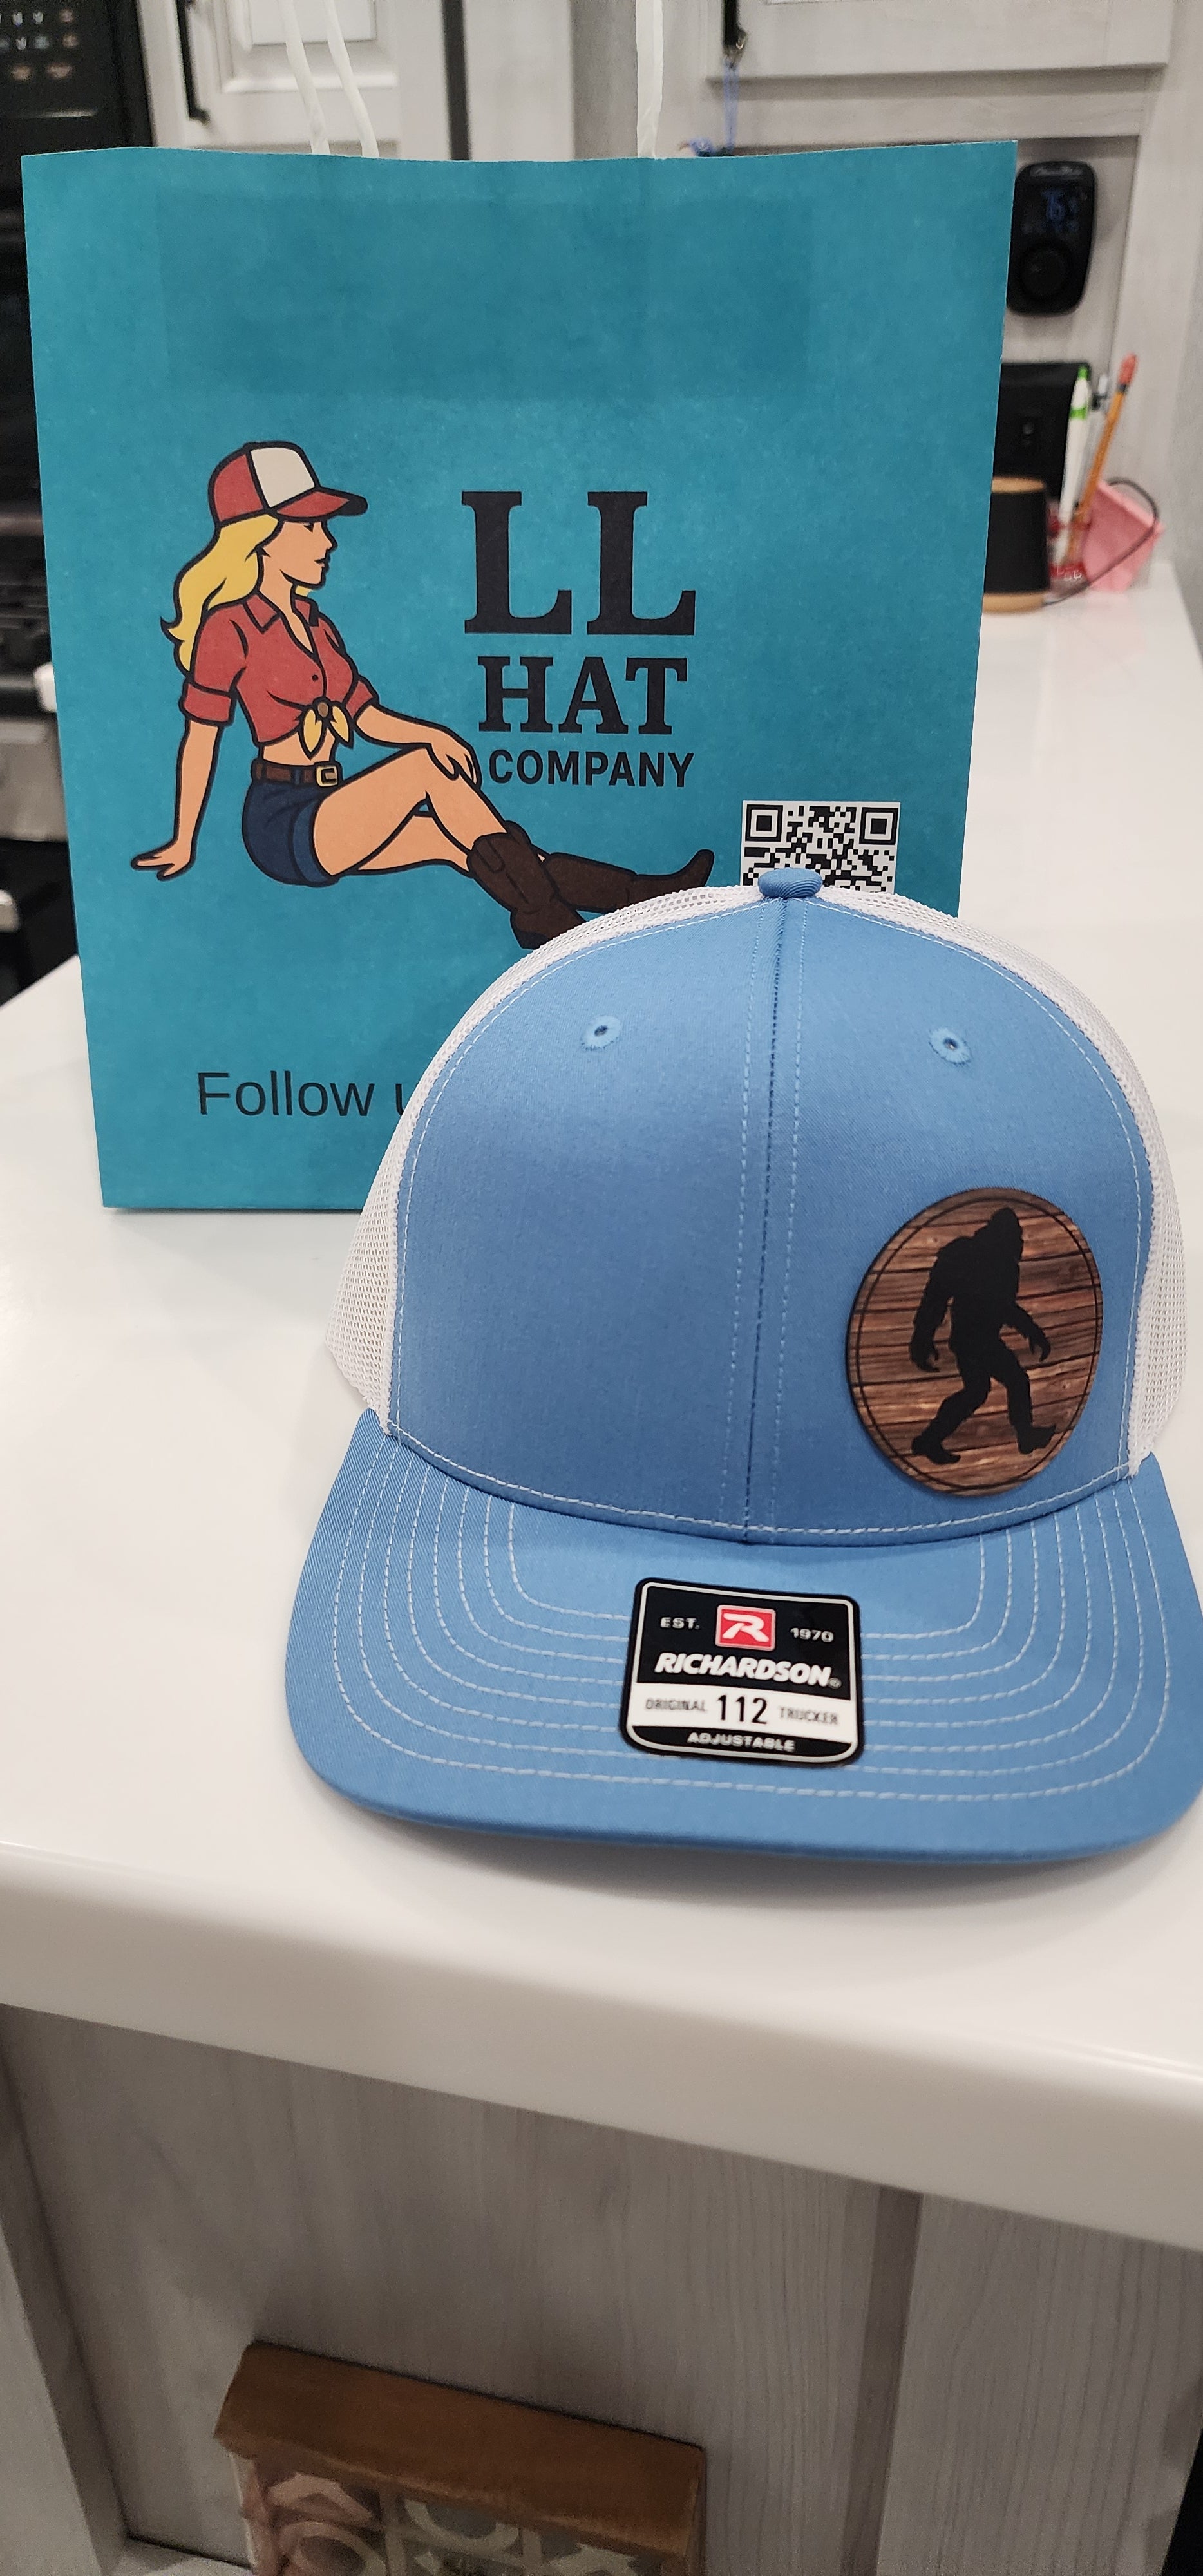 LL
HAT
COMPANY
Follow
EST. R 1970
RICHARDSON®
ORIGINAL 112 TRUCKER
ADJUSTABLE